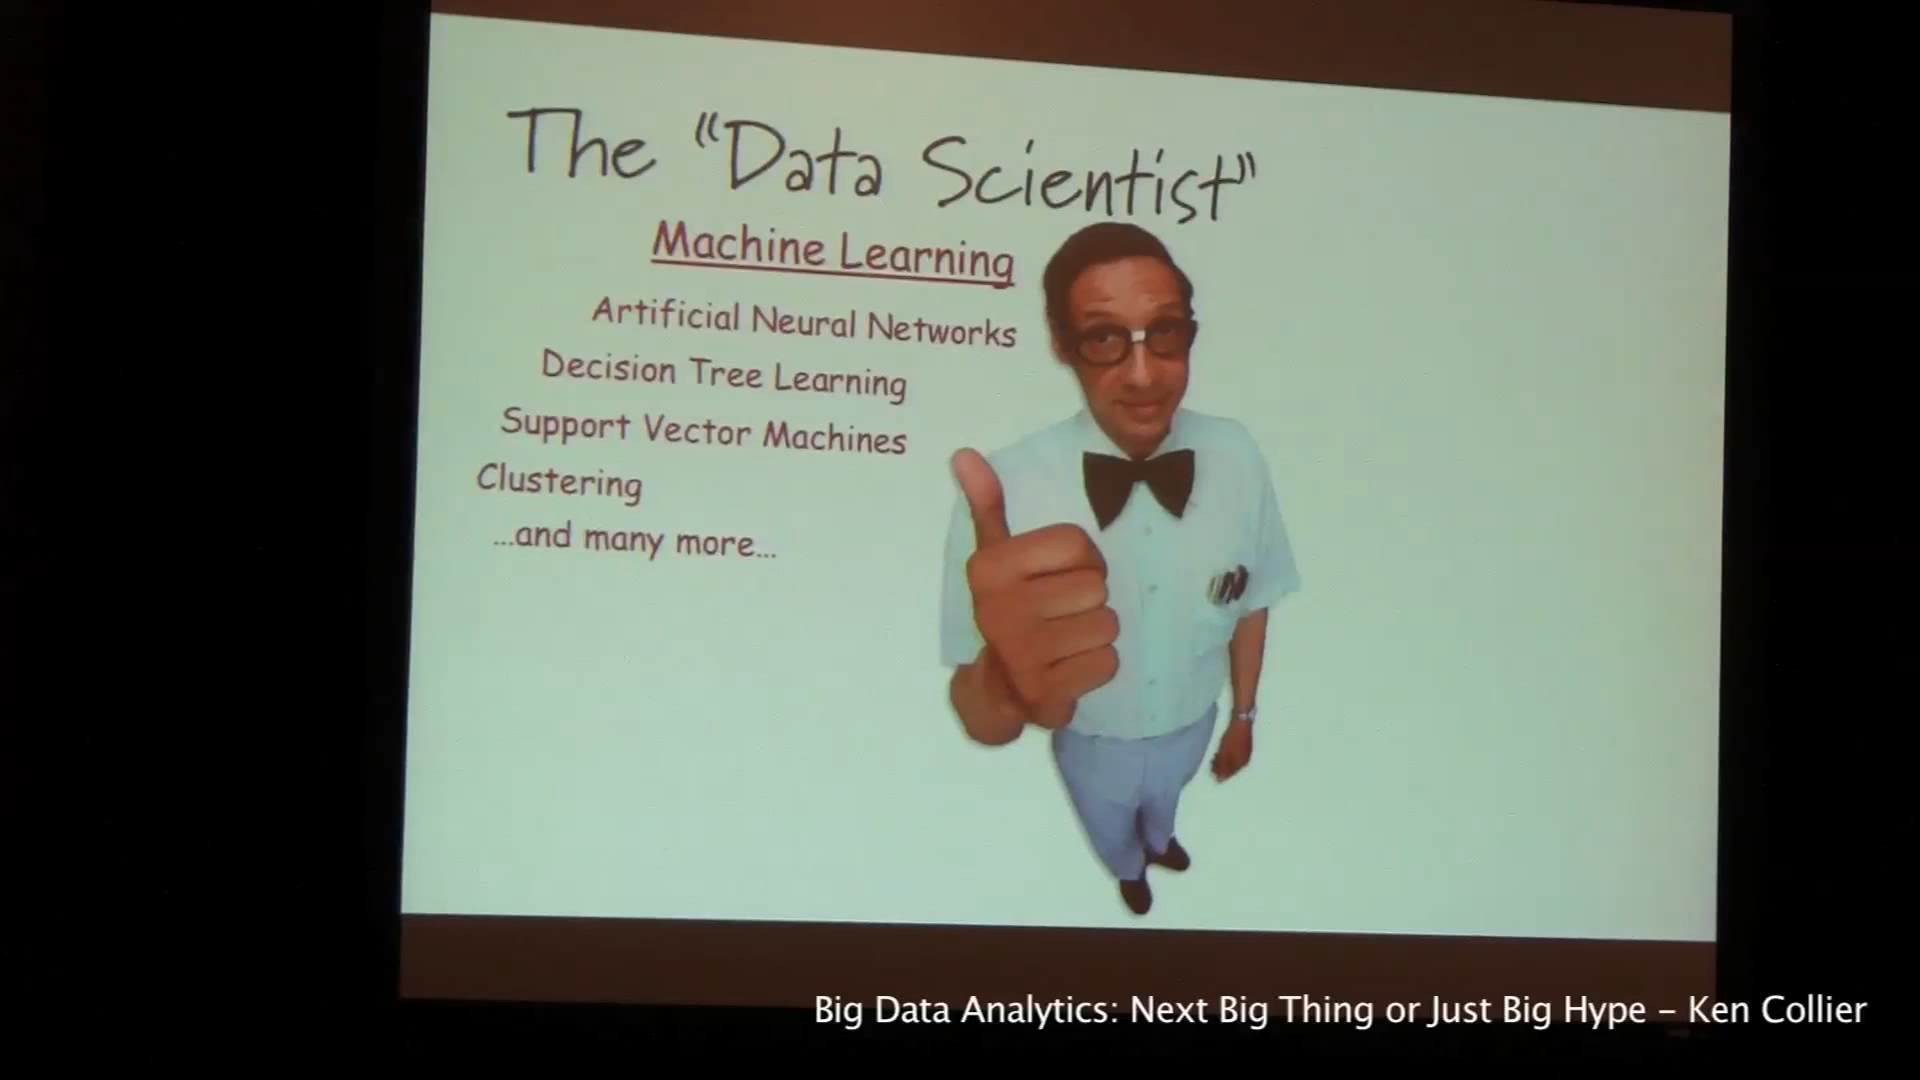 The “Data Scientist”
Machine Learning
Artificial Neural Networks
Decision Tree Learning
Support Vector Machines
Clustering
...and many more...
Big Data Analytics: Next Big Thing or Just Big Hype – Ken Collier